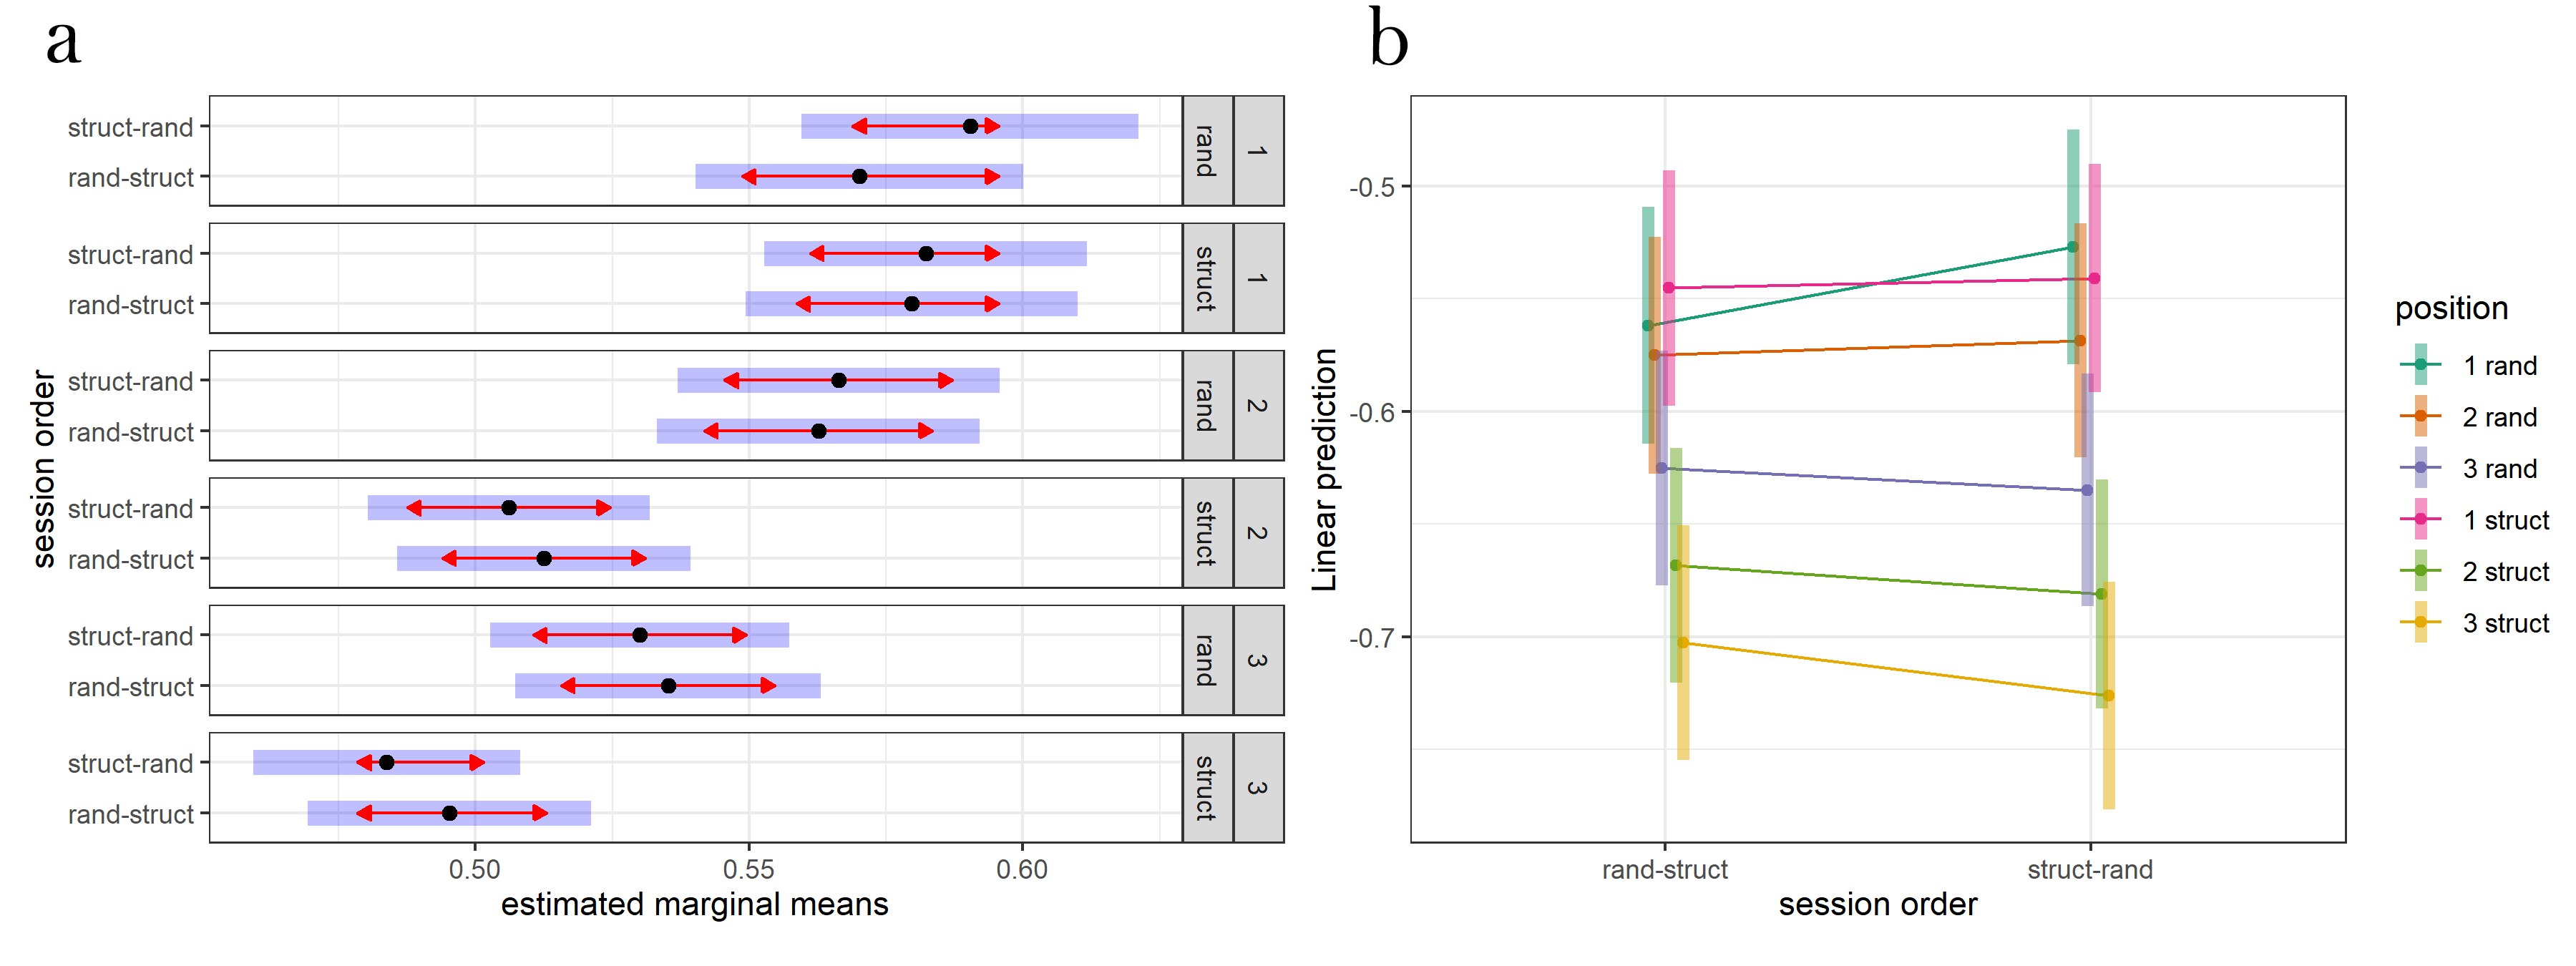 a
session order
struct-rand
rand-struct
rand
1
struct-rand
rand-struct
struct
1
struct-rand
rand-struct
rand
2
struct-rand
rand-struct
struct
2
struct-rand
rand-struct
rand
3
struct-rand
rand-struct
struct
3
0.50 0.55 0.60
estimated marginal means
b
Linear prediction
-0.5
-0.6
-0.7
rand-struct struct-rand
session order
position
1 rand
2 rand
3 rand
1 struct
2 struct
3 struct